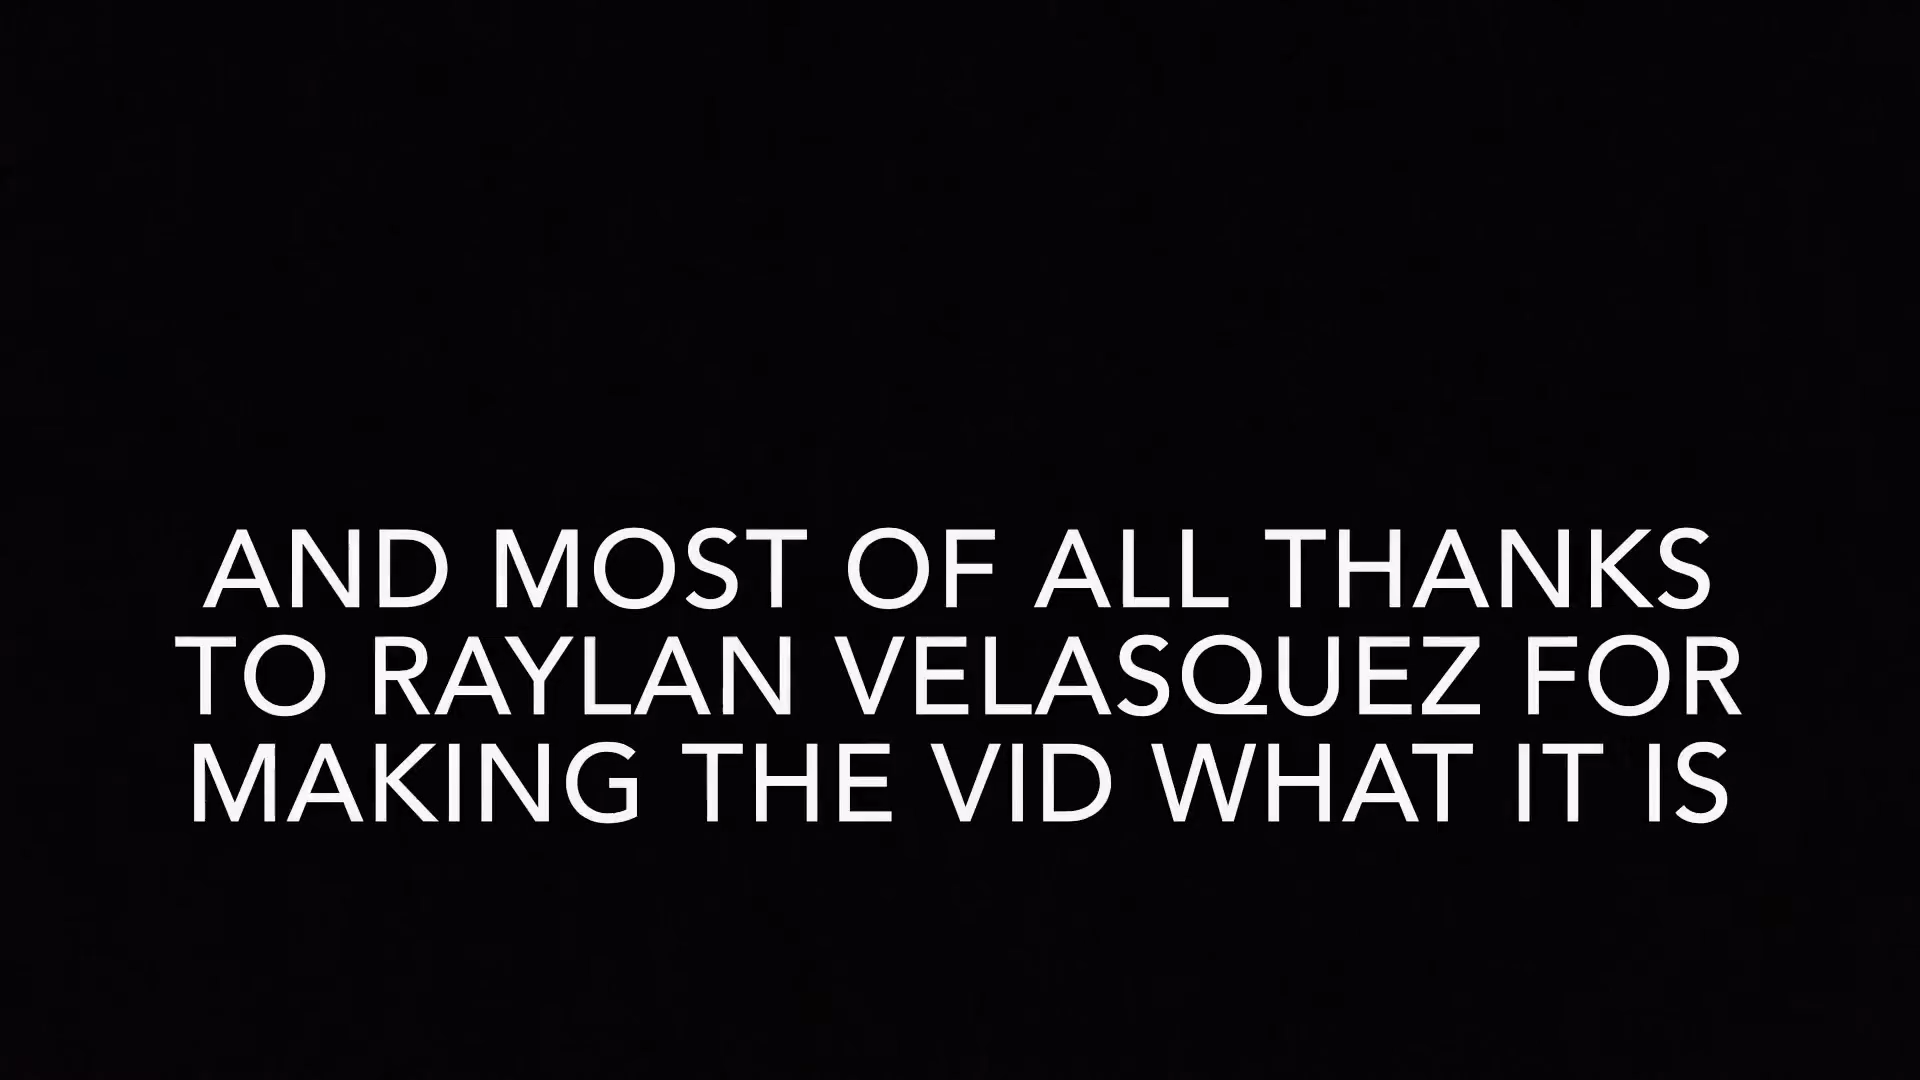 AND MOST OF ALL THANKS
TO RAYLAN VELASQUEZ FOR
MAKING THE VID WHAT IT IS